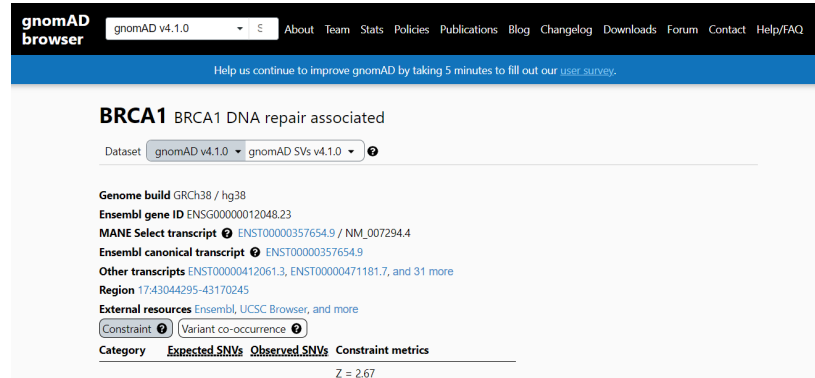 gnomAD browser
gnomAD v4.1.0 S About Team Stats Policies Publications Blog Changelog Downloads Forum Contact Help/FAQ
Help us continue to improve gnomAD by taking 5 minutes to fill out our user survey.
BRCA1 BRCA1 DNA repair associated
Dataset gnomAD v4.1.0 gnomAD SVs v4.1.0 ?
Genome build GRCh38 / hg38
Ensembl gene ID ENSG00000012048.23
MANE Select transcript ? ENST00000357654.9 / NM_007294.4
Ensembl canonical transcript ? ENST00000357654.9
Other transcripts ENST00000412061.3, ENST00000471181.7, and 31 more
Region 17:43044295-43170245
External resources Ensembl, UCSC Browser, and more
Constraint ? Variant co-occurrence ?
Category Expected SNVs Observed SNVs Constraint metrics
Z = 2.67